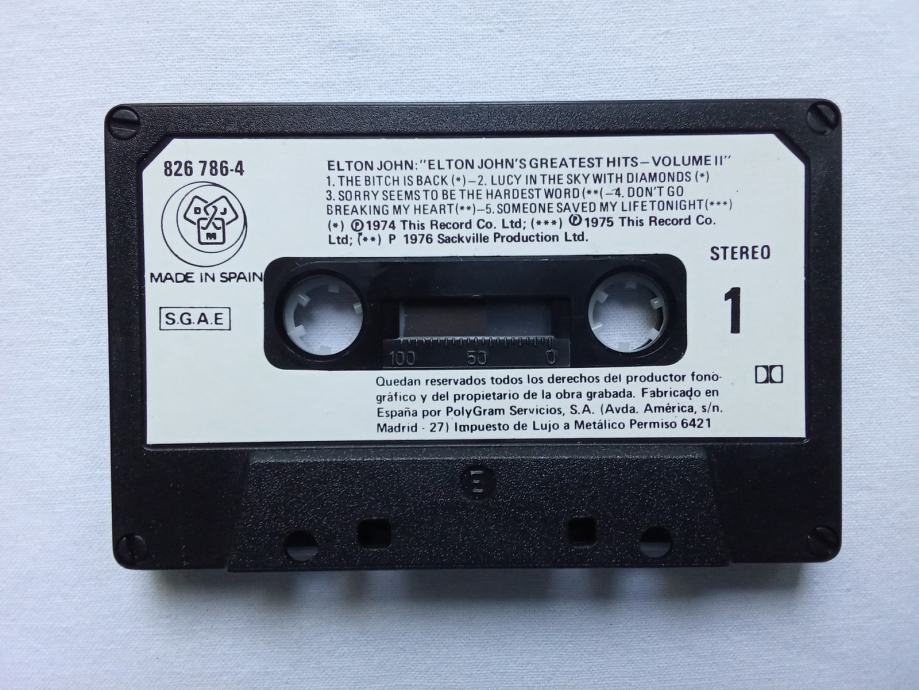 826 786-4
ELTON JOHN: "ELTON JOHN'S GREATEST HITS—VOLUME II"
1. THE BITCH IS BACK (*)—2. LUCY IN THE SKY WITH DIAMONDS (*)
3. SORRY SEEMS TO BE THE HARDEST WORD(**(—4. DON'T GO
BREAKING MY HEART(**)—5. SOMEONE SAVED MY LIFE TONIGHT(***)
(*) Ⓟ1974 This Record Co. Ltd; (***) Ⓟ1975 This Record Co.
Ltd; (**) P 1976 Sackville Production Ltd.
DJM
MADE IN SPAIN
STEREO
S.G.A.E
1
100 50 0
Quedan reservados todos los derechos del productor fono-
gráfico y del propietario de la obra grabada. Fabricado en
España por PolyGram Servicios, S.A. (Avda. América, s/n.
Madrid - 27) Impuesto de Lujo a Metálico Permiso 6421